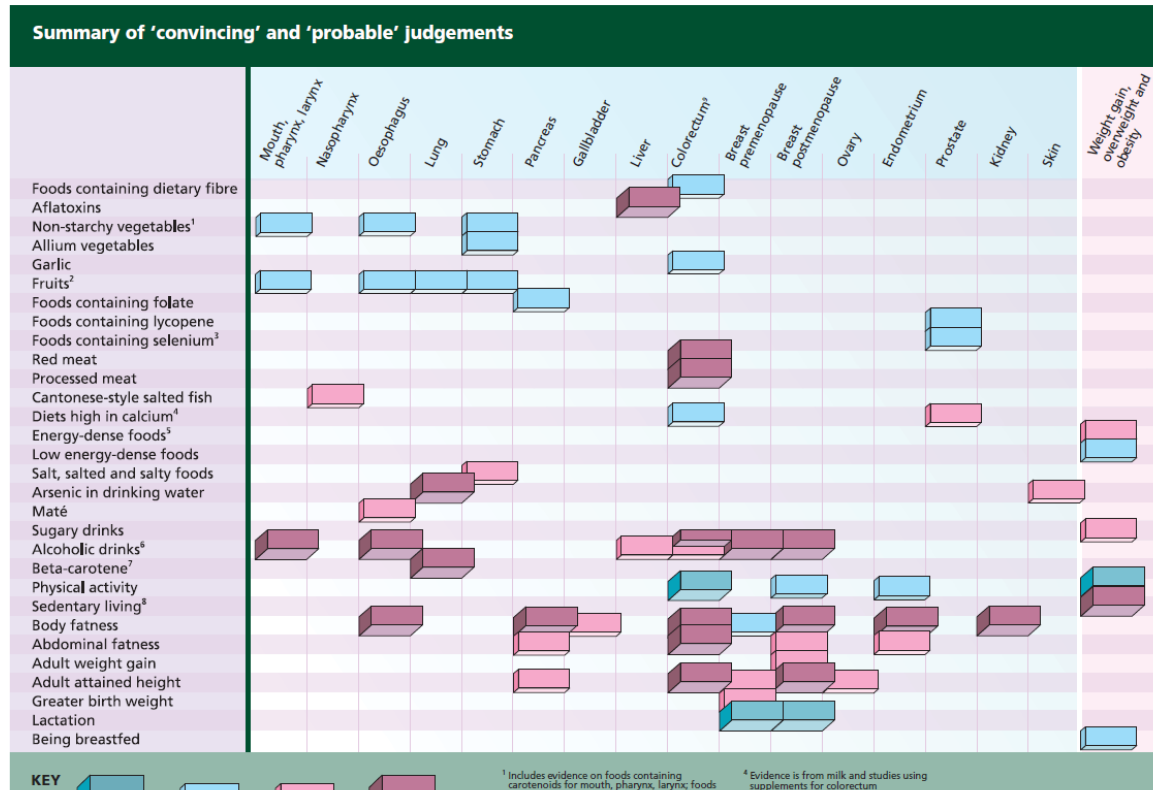 Summary of ‘convincing’ and ‘probable’ judgements
Mouth,
pharynx, larynx
Nasopharynx
Oesophagus
Lung
Stomach
Pancreas
Gallbladder
Liver
Colorectum⁹
Breast
premenopause
Breast
postmenopause
Ovary
Endometrium
Prostate
Kidney
Skin
Weight gain,
overweight and
obesity
Foods containing dietary fibre
Aflatoxins
Non-starchy vegetables¹
Allium vegetables
Garlic
Fruits²
Foods containing folate
Foods containing lycopene
Foods containing selenium³
Red meat
Processed meat
Cantonese-style salted fish
Diets high in calcium⁴
Energy-dense foods⁵
Low energy-dense foods
Salt, salted and salty foods
Arsenic in drinking water
Maté
Sugary drinks
Alcoholic drinks⁶
Beta-carotene⁷
Physical activity
Sedentary living⁸
Body fatness
Abdominal fatness
Adult weight gain
Adult attained height
Greater birth weight
Lactation
Being breastfed
KEY
¹ Includes evidence on foods containing
carotenoids for mouth, pharynx, larynx; foods
⁴ Evidence is from milk and studies using
supplements for colorectum